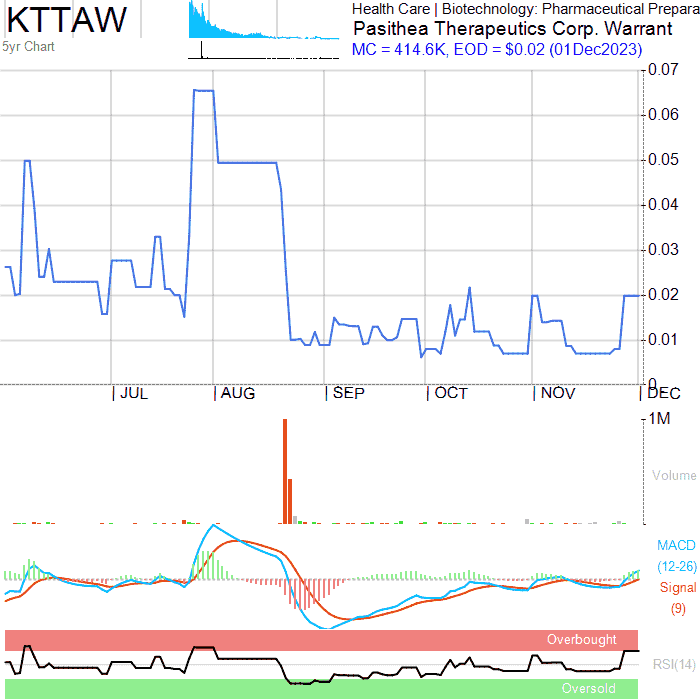 KTTAW
5yr Chart
Health Care | Biotechnology: Pharmaceutical Prepara
Pasithea Therapeutics Corp. Warrant
MC = 414.6K, EOD = $0.02 (01Dec2023)
0.07
0.06
0.05
0.04
0.03
0.02
0.01
0
| JUL | AUG | SEP | OCT | NOV | DEC
1M
Volume
MACD
(12-26)
Signal
(9)
Overbought
RSI(14)
Oversold